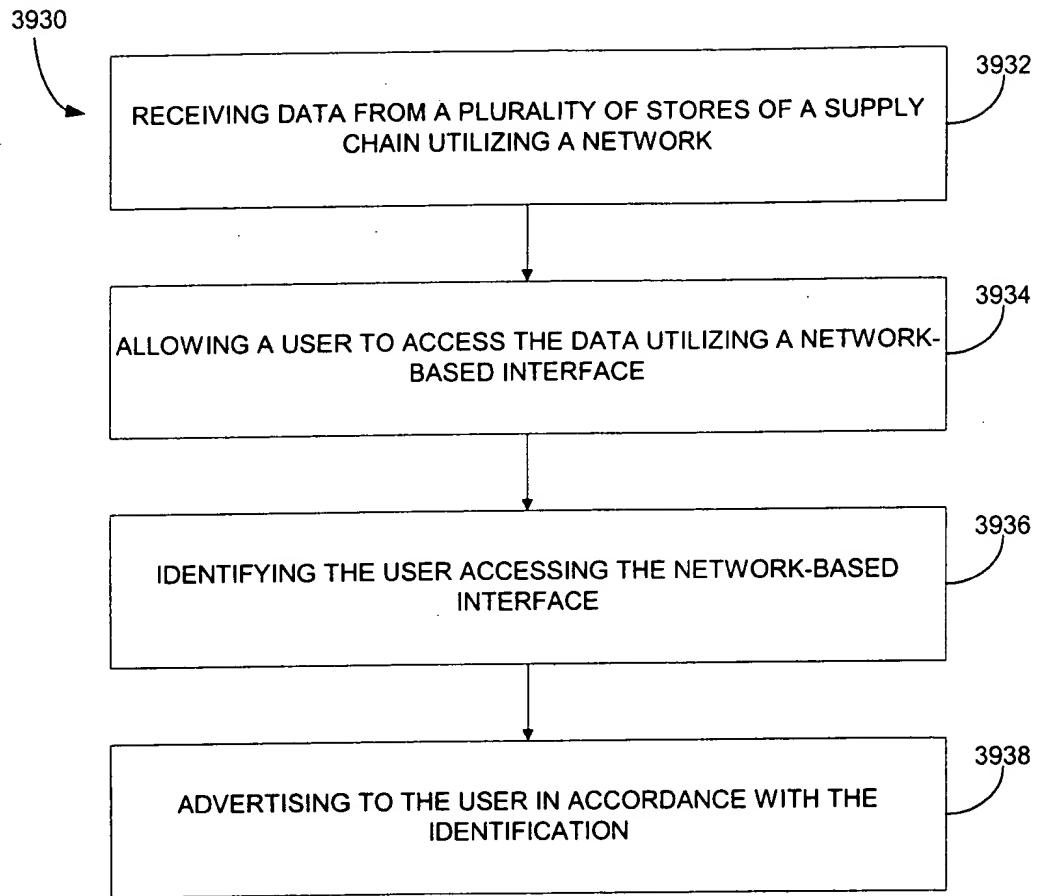 3930
3932
RECEIVING DATA FROM A PLURALITY OF STORES OF A SUPPLY
CHAIN UTILIZING A NETWORK
3934
ALLOWING A USER TO ACCESS THE DATA UTILIZING A NETWORK-
BASED INTERFACE
3936
IDENTIFYING THE USER ACCESSING THE NETWORK-BASED
INTERFACE
3938
ADVERTISING TO THE USER IN ACCORDANCE WITH THE
IDENTIFICATION